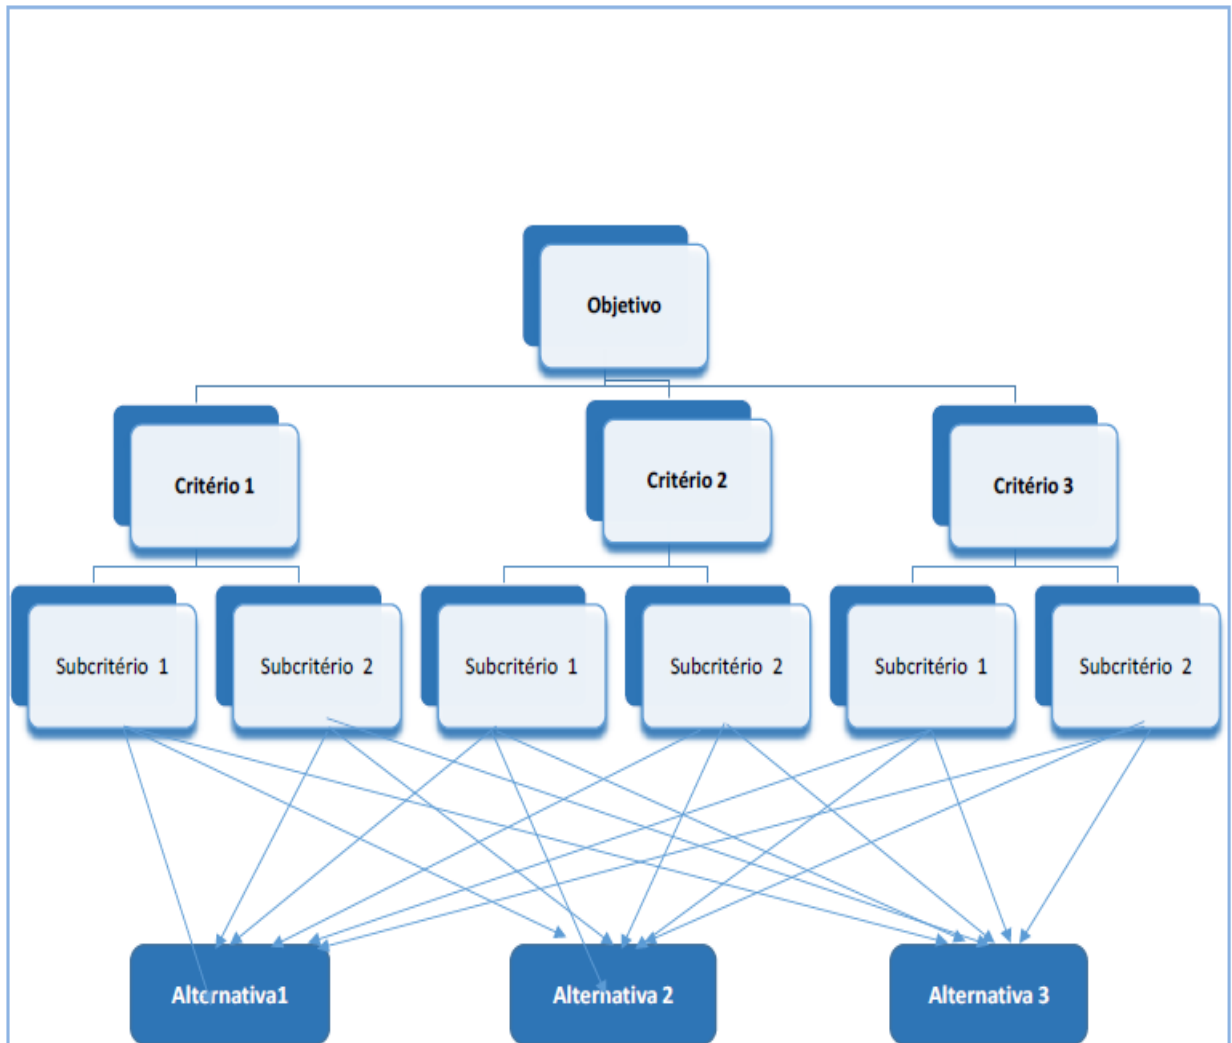 Objetivo
Critério 1
Critério 2
Critério 3
Subcritério 1
Subcritério 2
Subcritério 1
Subcritério 2
Subcritério 1
Subcritério 2
Alternativa1
Alternativa 2
Alternativa 3